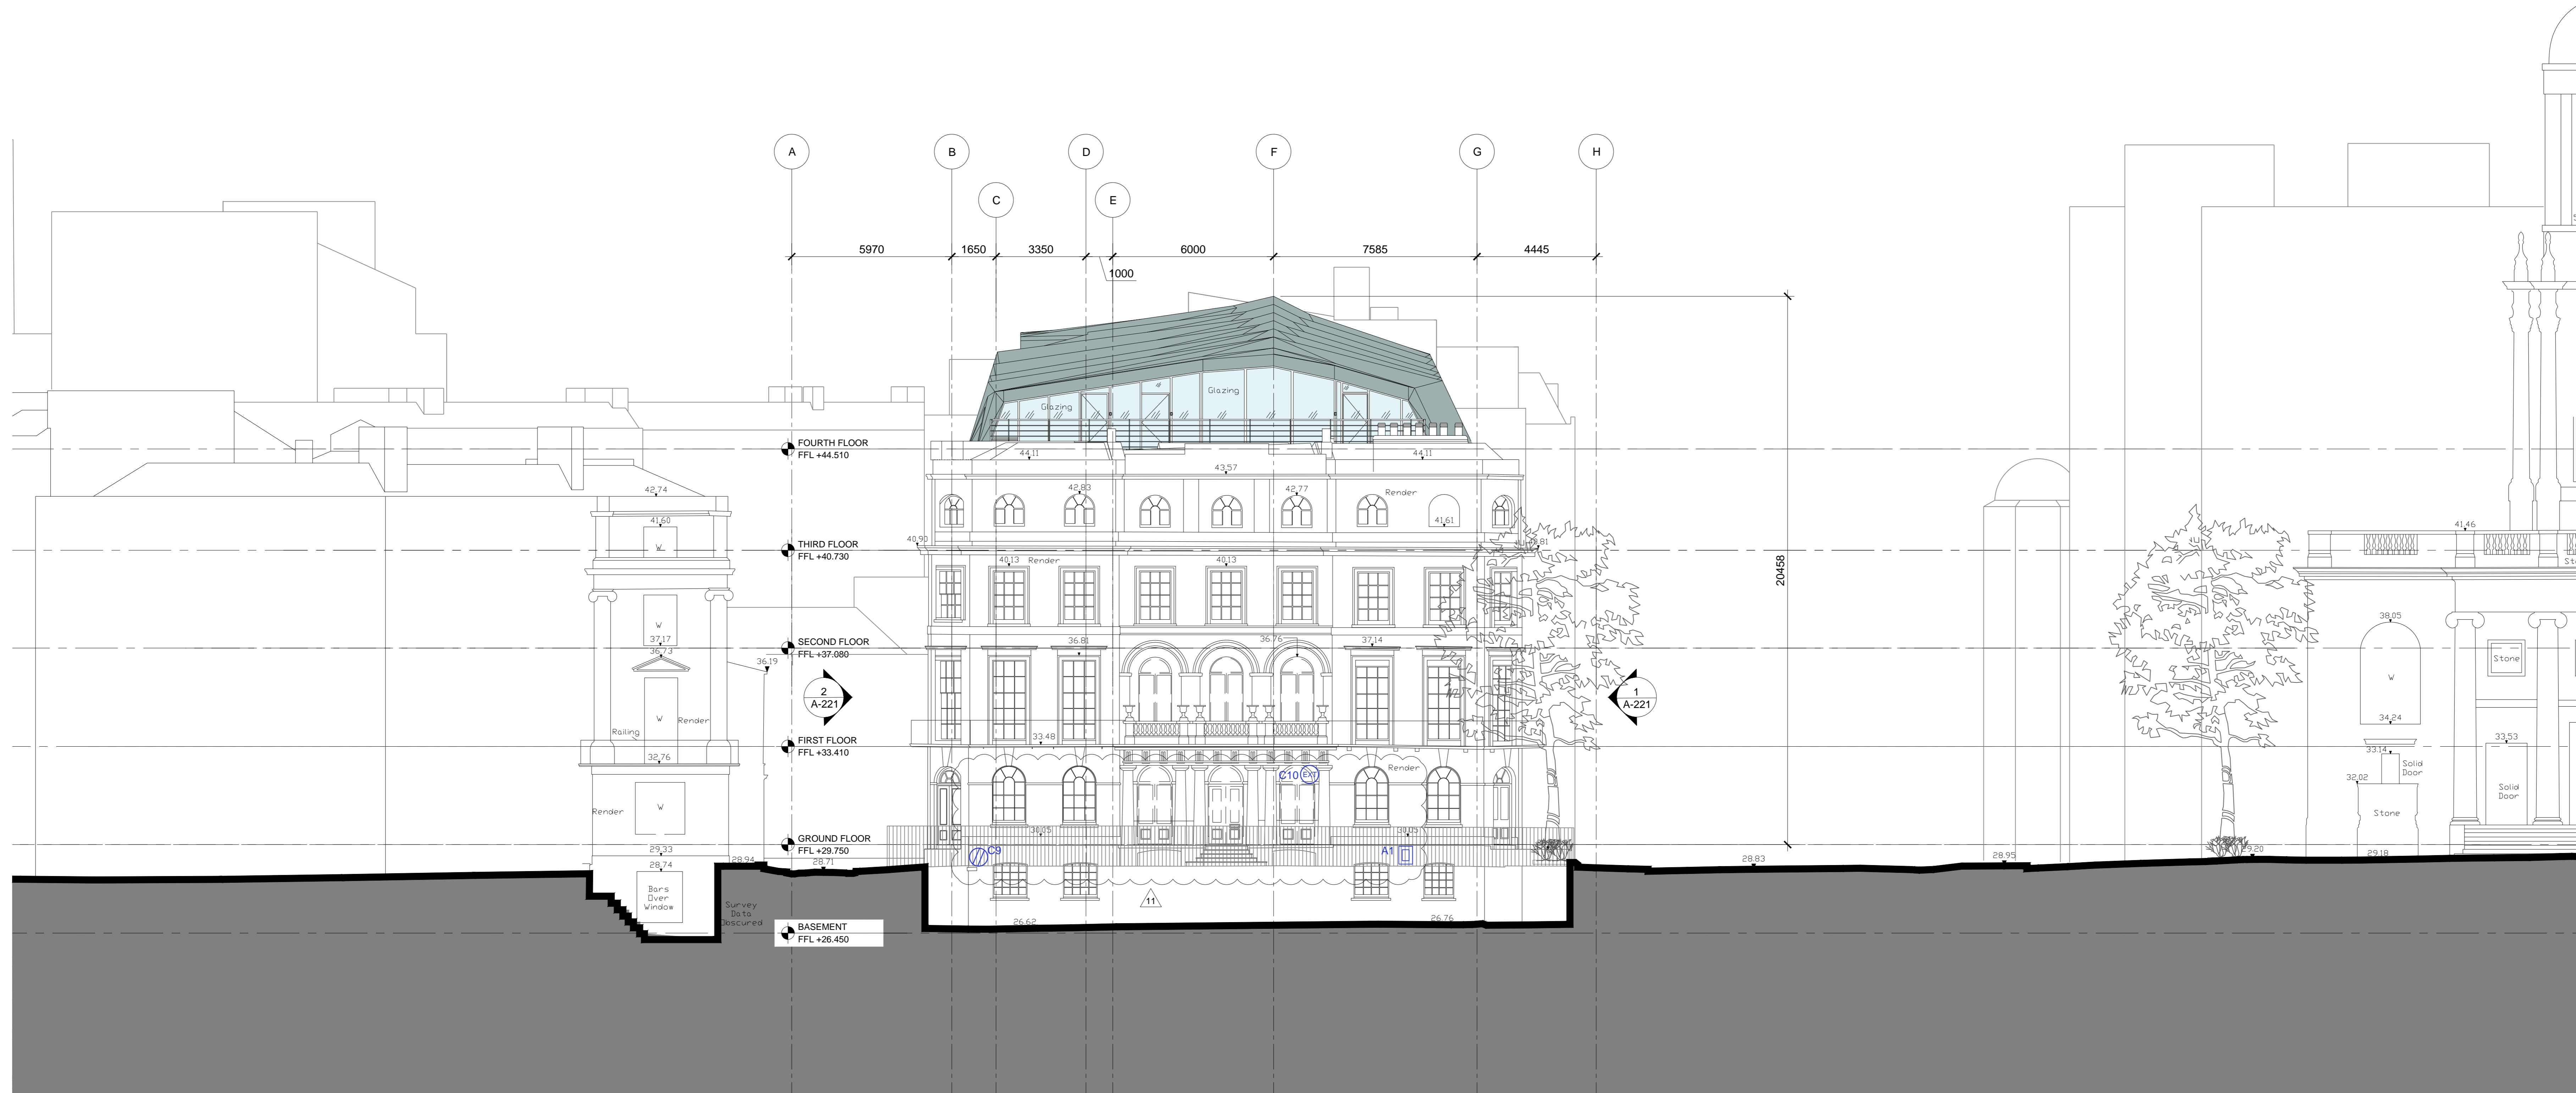 A
B
D
F
G
H
C
E
5970
1650
3350
6000
7585
4445
1000
Glazing
Glazing
FOURTH FLOOR
FFL +44.510
44.11
44.11
43.57
42.74
42.83
42.77
Render
41.60
41.61
41.46
W
THIRD FLOOR
FFL +40.730
40.90
40.13
Render
40.13
20458
W
38.05
SECOND FLOOR
FFL +37.080
37.17
36.73
36.81
36.76
37.14
36.19
Stone
W
2
A-221
1
A-221
W
Render
Railing
34.24
FIRST FLOOR
FFL +33.410
33.48
33.53
33.14
32.76
Solid
Door
C10
EXT
Render
32.02
Solid
Door
W
Render
Stone
30.05
30.05
GROUND FLOOR
FFL +29.750
29.33
28.74
28.94
28.71
C9
A1
28.83
28.95
29.20
29.18
Bars
Over
Window
11
Survey
Data
Obscured
BASEMENT
FFL +26.450
26.62
26.76